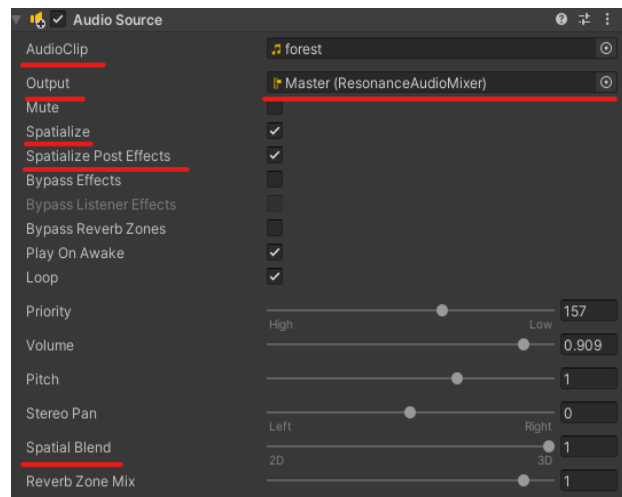 Audio Source
AudioClip forest
Output Master (ResonanceAudioMixer)
Mute
Spatialize
Spatialize Post Effects
Bypass Effects
Bypass Listener Effects
Bypass Reverb Zones
Play On Awake
Loop
Priority 157
High Low
Volume 0.909
Pitch 1
Stereo Pan 0
Left Right
Spatial Blend 1
2D 3D
Reverb Zone Mix 1